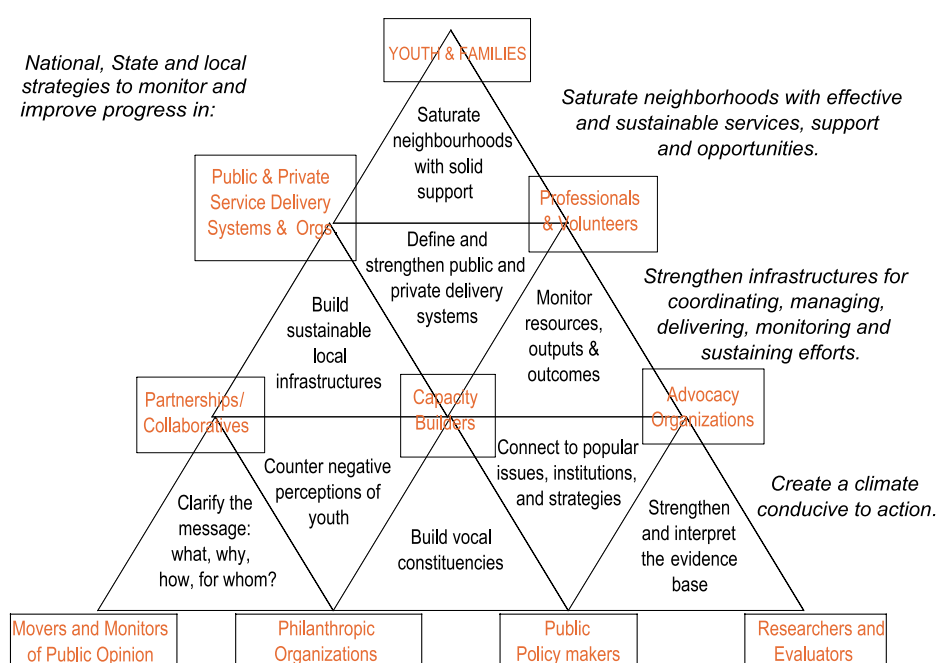 YOUTH & FAMILIES
National, State and local
strategies to monitor and
improve progress in:
Saturate neighborhoods with effective
and sustainable services, support
and opportunities.
Saturate
neighbourhoods
with solid
support
Public & Private
Service Delivery
Systems & Orgs.
Professionals
& Volunteers
Define and
strengthen public and
private delivery
systems
Strengthen infrastructures for
coordinating, managing,
delivering, monitoring and
sustaining efforts.
Build
sustainable
local
infrastructures
Monitor
resources,
outputs &
outcomes
Partnerships/
Collaboratives
Capacity
Builders
Advocacy
Organizations
Counter negative
perceptions of
youth
Connect to popular
issues, institutions,
and strategies
Create a climate
conducive to action.
Clarify the
message:
what, why,
how, for whom?
Build vocal
constituencies
Strengthen
and interpret
the evidence
base
Movers and Monitors
of Public Opinion
Philanthropic
Organizations
Public
Policy makers
Researchers and
Evaluators